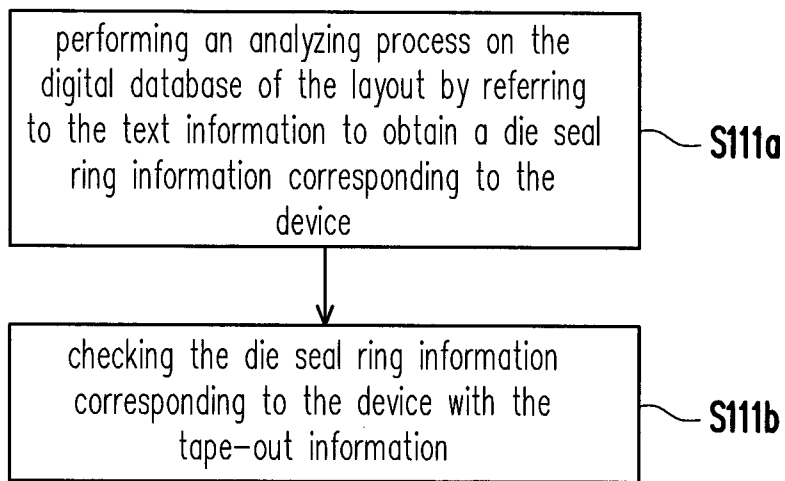 performing an analyzing process on the
digital database of the layout by referring
to the text information to obtain a die seal
ring information corresponding to the
device
S111a
checking the die seal ring information
corresponding to the device with the
tape-out information
S111b